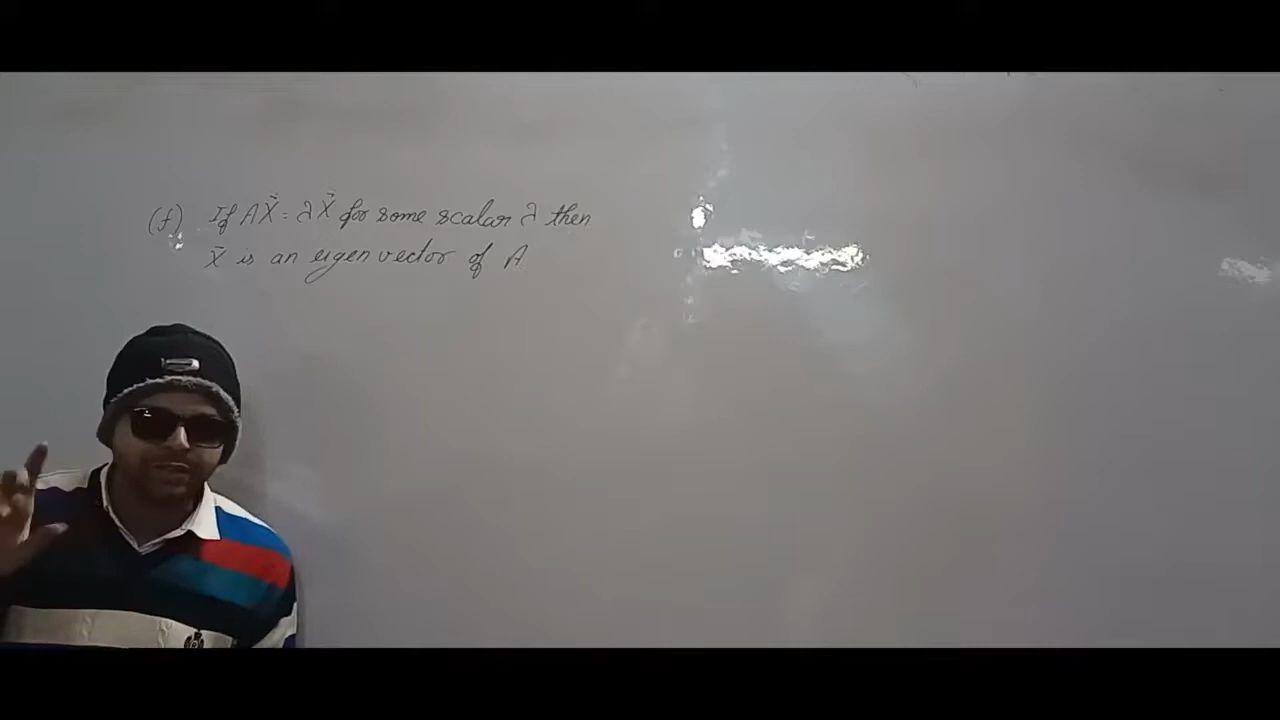 (f) If AX⃗ = λX⃗ for some scalar λ then
X⃗ is an eigen vector of A